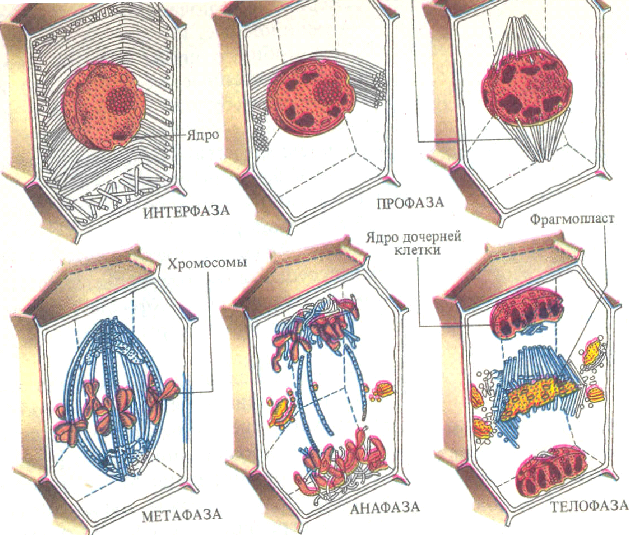 Ядро
ИНТЕРФАЗА
ПРОФАЗА
Фрагмопласт
Хромосомы
Ядро дочерней
клетки
МЕТАФАЗА
АНАФАЗА
ТЕЛОФАЗА